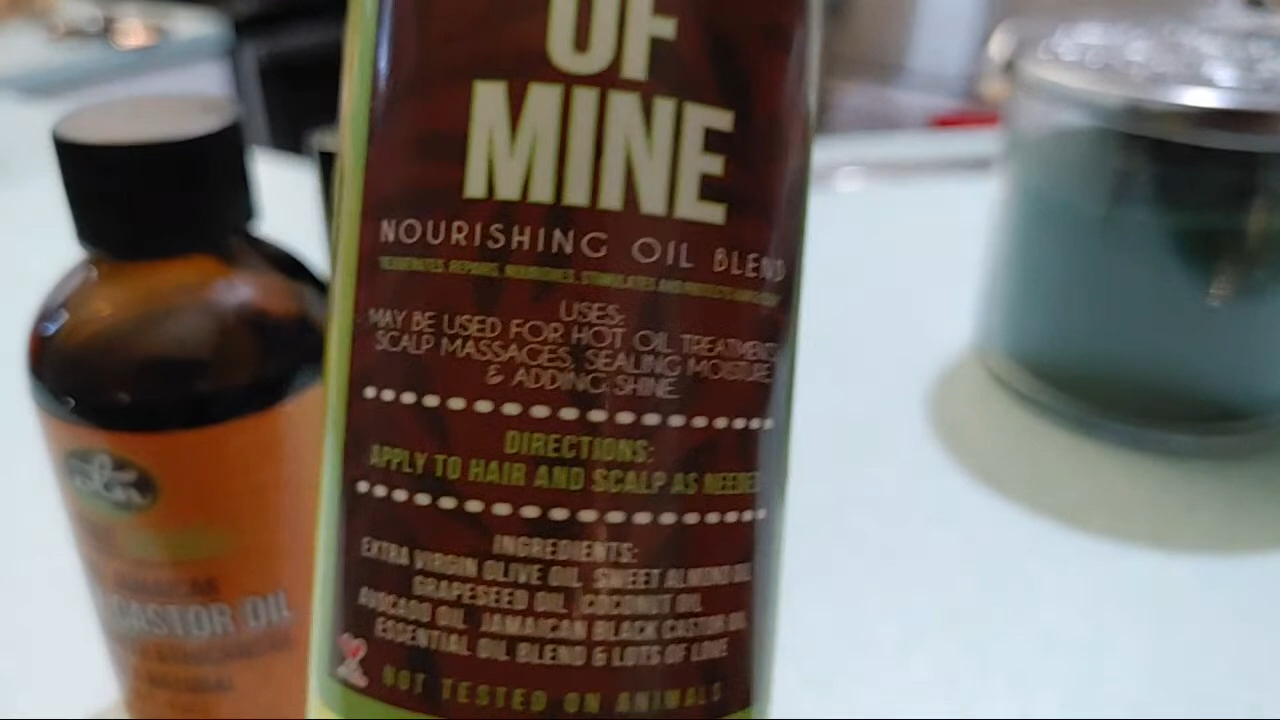 OF
MINE
NOURISHING OIL BLEND
USES:
MAY BE USED FOR HOT OIL TREATMENTS
SCALP MASSAGES, SEALING MOISTURE
& ADDING SHINE
DIRECTIONS:
APPLY TO HAIR AND SCALP AS NEEDED
INGREDIENTS:
EXTRA VIRGIN OLIVE OIL SWEET ALMOND OIL
GRAPESEED OIL, COCONUT OIL
AVOCADO OIL JAMAICAN BLACK CASTOR OIL
ESSENTIAL OIL BLEND & LOTS OF LOVE
NOT TESTED ON ANIMALS
CASTOR OIL